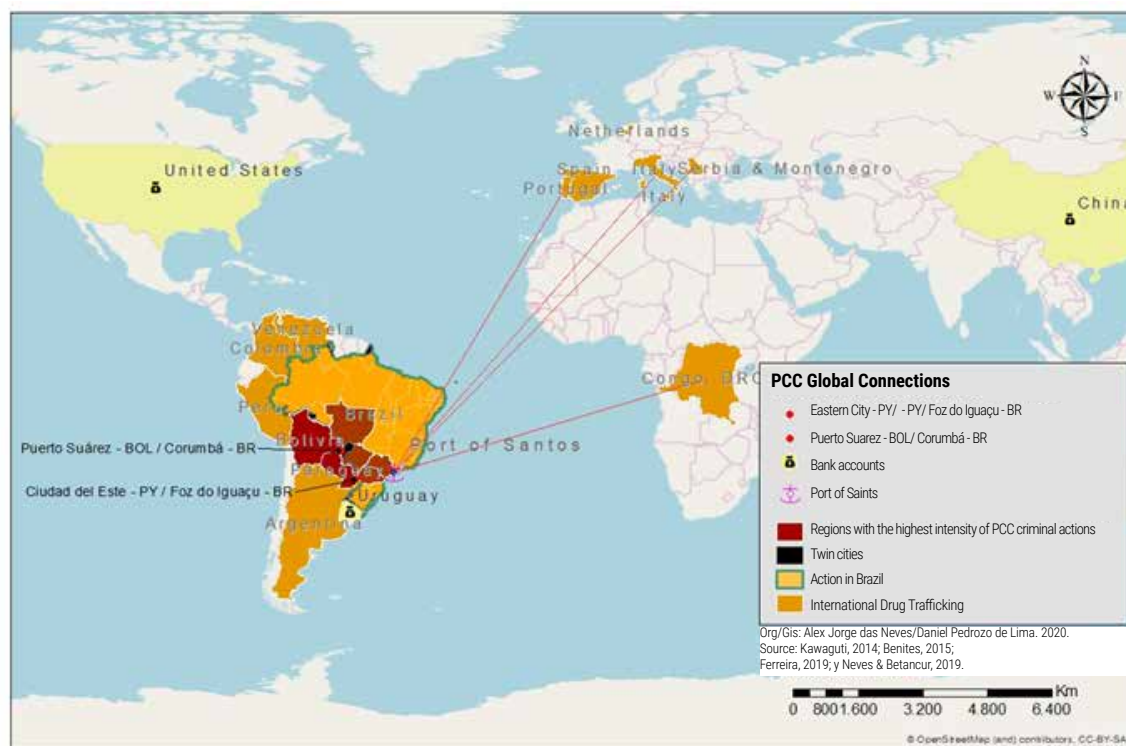 N
W
E
S
Netherlands
United States
Spain
Italy
Serbia & Montenegro
Portugal
Italy
China
Venezuela
Colombia
Congo, DRC
Peru
Brazil
Bolivia
Port of Santos
Puerto Suárez - BOL / Corumbá - BR
Paraguay
Ciudad del Este - PY / Foz do Iguaçu - BR
Uruguay
Argentina
PCC Global Connections
Eastern City - PY/ - PY/ Foz do Iguaçu - BR
Puerto Suarez - BOL/ Corumbá - BR
Bank accounts
Port of Saints
Regions with the highest intensity of PCC criminal actions
Twin cities
Action in Brazil
International Drug Trafficking
Org/Gis: Alex Jorge das Neves/Daniel Pedrozo de Lima. 2020.
Source: Kawaguti, 2014; Benites, 2015;
Ferreira, 2019; y Neves & Betancur, 2019.
Km
0 800 1.600 3.200 4.800 6.400
© OpenStreetMap (and) contributors, CC-BY-SA